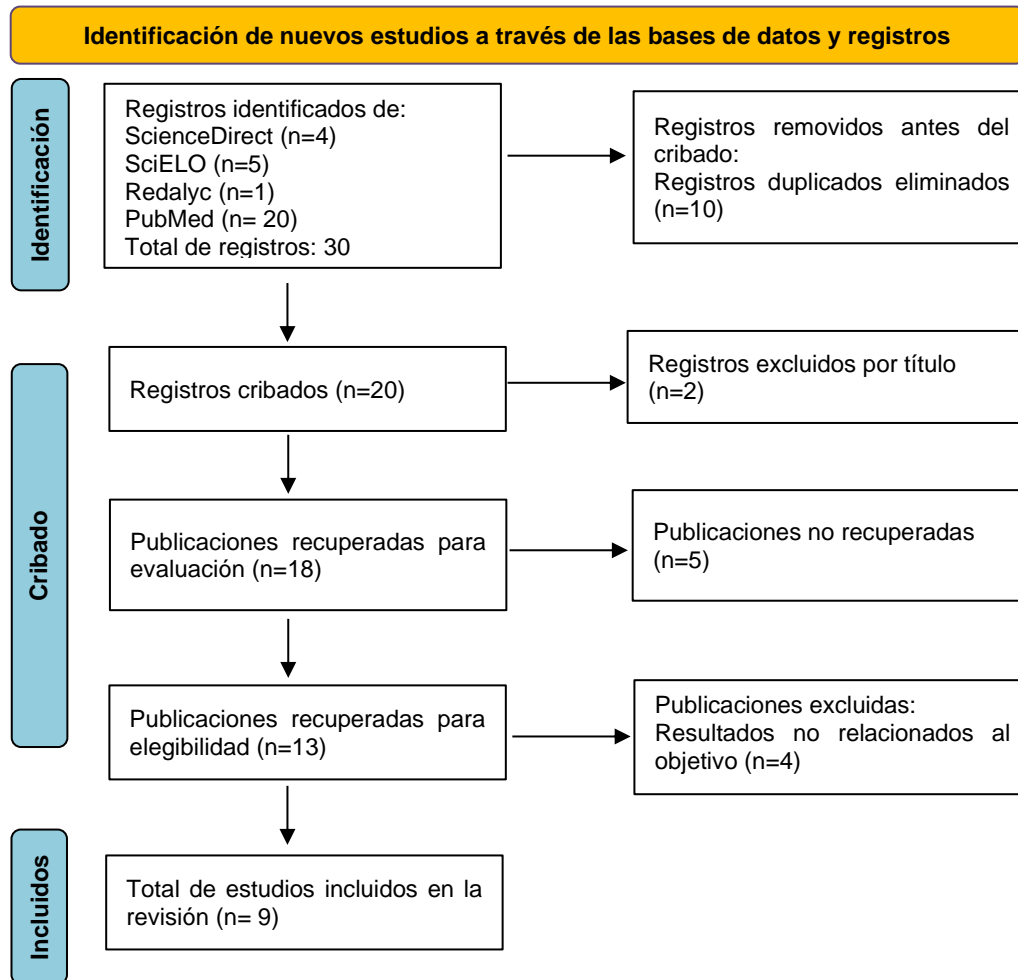 Identificación de nuevos estudios a través de las bases de datos y registros
Identificación
Registros identificados de:
ScienceDirect (n=4)
SciELO (n=5)
Redalyc (n=1)
PubMed (n= 20)
Total de registros: 30
Registros removidos antes del
cribado:
Registros duplicados eliminados
(n=10)
Cribado
Registros cribados (n=20)
Registros excluidos por título
(n=2)
Publicaciones recuperadas para
evaluación (n=18)
Publicaciones no recuperadas
(n=5)
Publicaciones recuperadas para
elegibilidad (n=13)
Publicaciones excluidas:
Resultados no relacionados al
objetivo (n=4)
Incluidos
Total de estudios incluidos en la
revisión (n= 9)